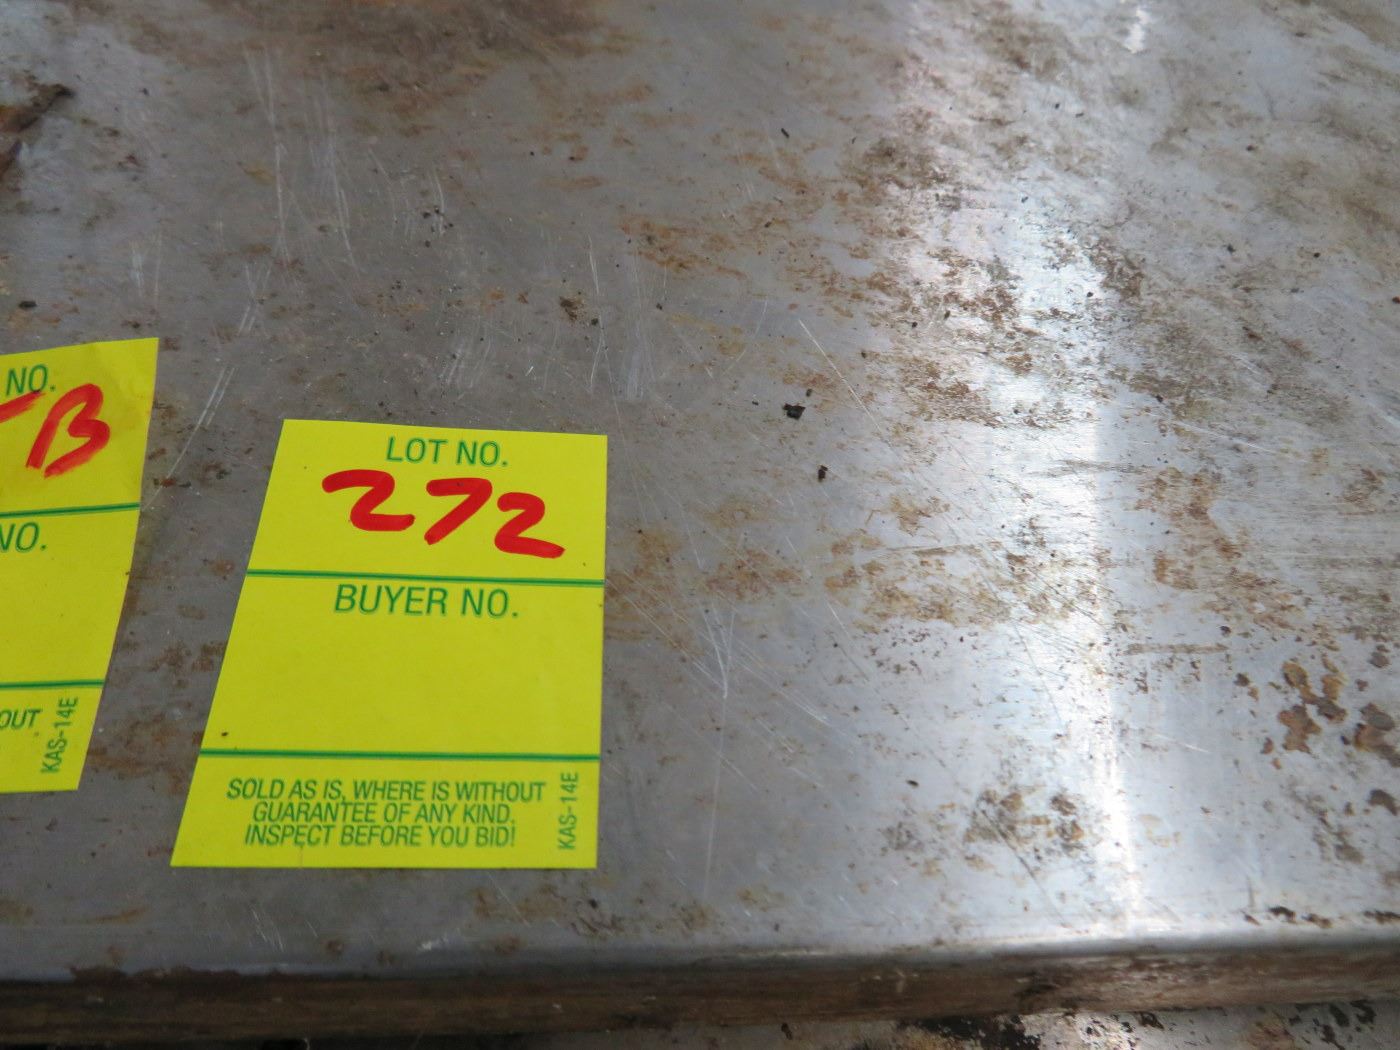 NO.
-B
NO.
OUT
KAS-14E
LOT NO.
272
BUYER NO.
SOLD AS IS, WHERE IS WITHOUT
GUARANTEE OF ANY KIND.
INSPECT BEFORE YOU BID!
KAS-14E